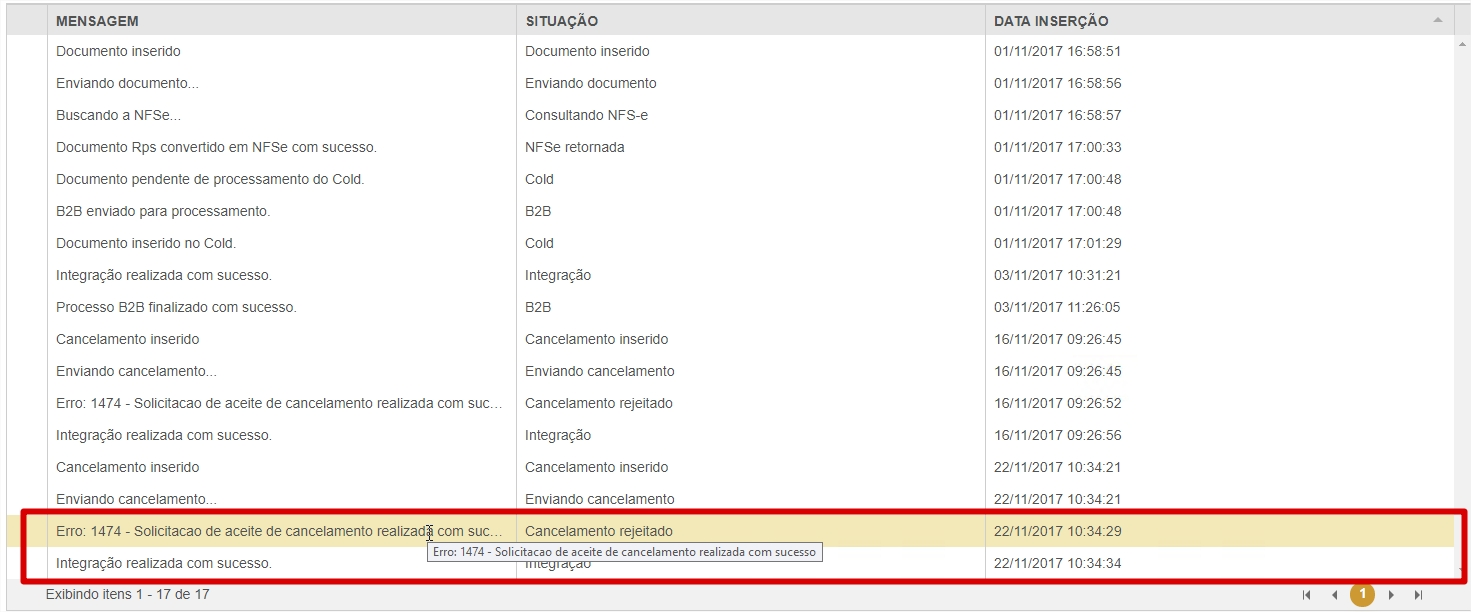 MENSAGEM SITUAÇÃO DATA INSERÇÃO
Documento inserido Documento inserido 01/11/2017 16:58:51
Enviando documento... Enviando documento 01/11/2017 16:58:56
Buscando a NFSe... Consultando NFS-e 01/11/2017 16:58:57
Documento Rps convertido em NFSe com sucesso. NFSe retornada 01/11/2017 17:00:33
Documento pendente de processamento do Cold. Cold 01/11/2017 17:00:48
B2B enviado para processamento. B2B 01/11/2017 17:00:48
Documento inserido no Cold. Cold 01/11/2017 17:01:29
Integração realizada com sucesso. Integração 03/11/2017 10:31:21
Processo B2B finalizado com sucesso. B2B 03/11/2017 11:26:05
Cancelamento inserido Cancelamento inserido 16/11/2017 09:26:45
Enviando cancelamento... Enviando cancelamento 16/11/2017 09:26:45
Erro: 1474 - Solicitacao de aceite de cancelamento realizada com suc... Cancelamento rejeitado 16/11/2017 09:26:52
Integração realizada com sucesso. Integração 16/11/2017 09:26:56
Cancelamento inserido Cancelamento inserido 22/11/2017 10:34:21
Enviando cancelamento... Enviando cancelamento 22/11/2017 10:34:21
Erro: 1474 - Solicitacao de aceite de cancelamento realizada com suc... Cancelamento rejeitado 22/11/2017 10:34:29
Erro: 1474 - Solicitacao de aceite de cancelamento realizada com sucesso
Integração realizada com sucesso. Integração 22/11/2017 10:34:34
Exibindo itens 1 - 17 de 17 1